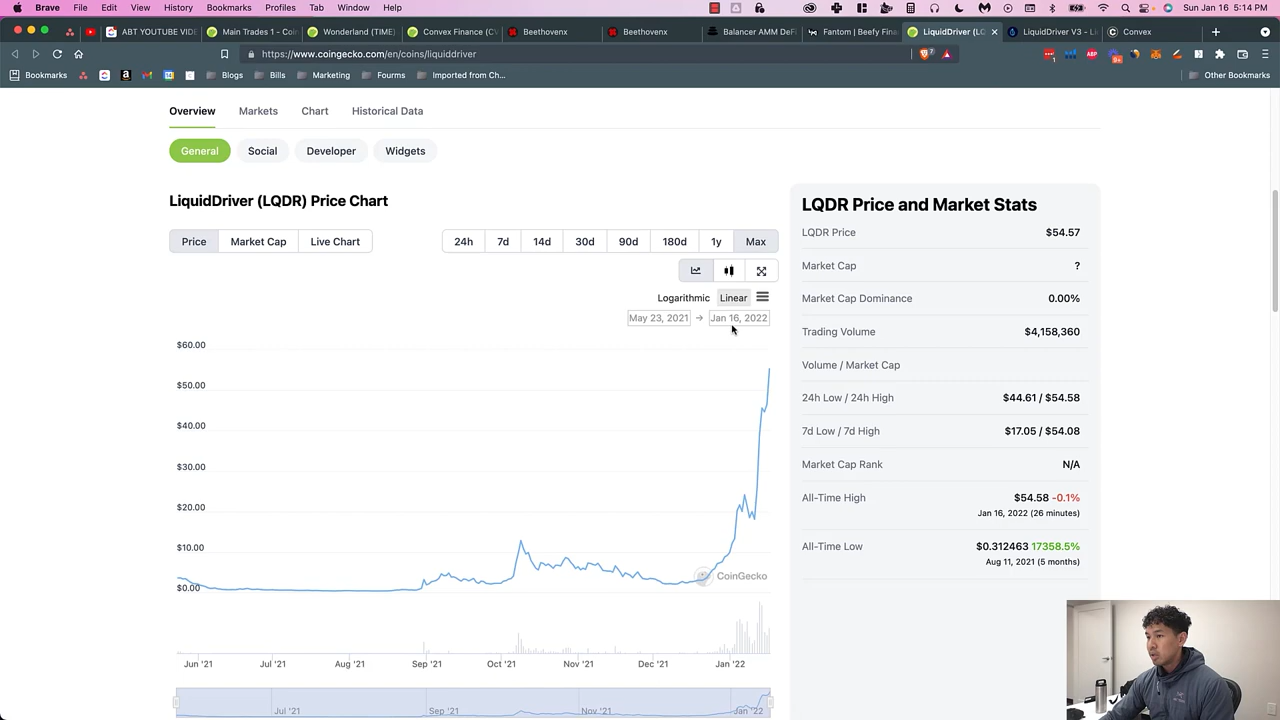 Brave File Edit View History Bookmarks Profiles Tab Window Help Sun Jan 16 5:14 PM
ABT YOUTUBE VIDE Main Trades 1 - Coi Wonderland (TIME) Convex Finance (CV Beethovenx Beethovenx Balancer AMM DeF Fantom | Beefy Fina LiquidDriver (LQ LiquidDriver V3 - Li Convex
https://www.coingecko.com/en/coins/liquiddriver
Bookmarks Blogs Bills Marketing Fourms Imported from Ch... Other Bookmarks
Overview Markets Chart Historical Data
General Social Developer Widgets
LiquidDriver (LQDR) Price Chart
Price Market Cap Live Chart 24h 7d 14d 30d 90d 180d 1y Max
Logarithmic Linear
May 23, 2021 → Jan 16, 2022
$60.00
$50.00
$40.00
$30.00
$20.00
$10.00
$0.00
CoinGecko
Jun '21 Jul '21 Aug '21 Sep '21 Oct '21 Nov '21 Dec '21 Jan '22
Jul '21 Sep '21 Nov '21 Jan '22
LQDR Price and Market Stats
LQDR Price $54.57
Market Cap ?
Market Cap Dominance 0.00%
Trading Volume $4,158,360
Volume / Market Cap
24h Low / 24h High $44.61 / $54.58
7d Low / 7d High $17.05 / $54.08
Market Cap Rank N/A
All-Time High $54.58 -0.1%
Jan 16, 2022 (26 minutes)
All-Time Low $0.312463 17358.5%
Aug 11, 2021 (5 months)